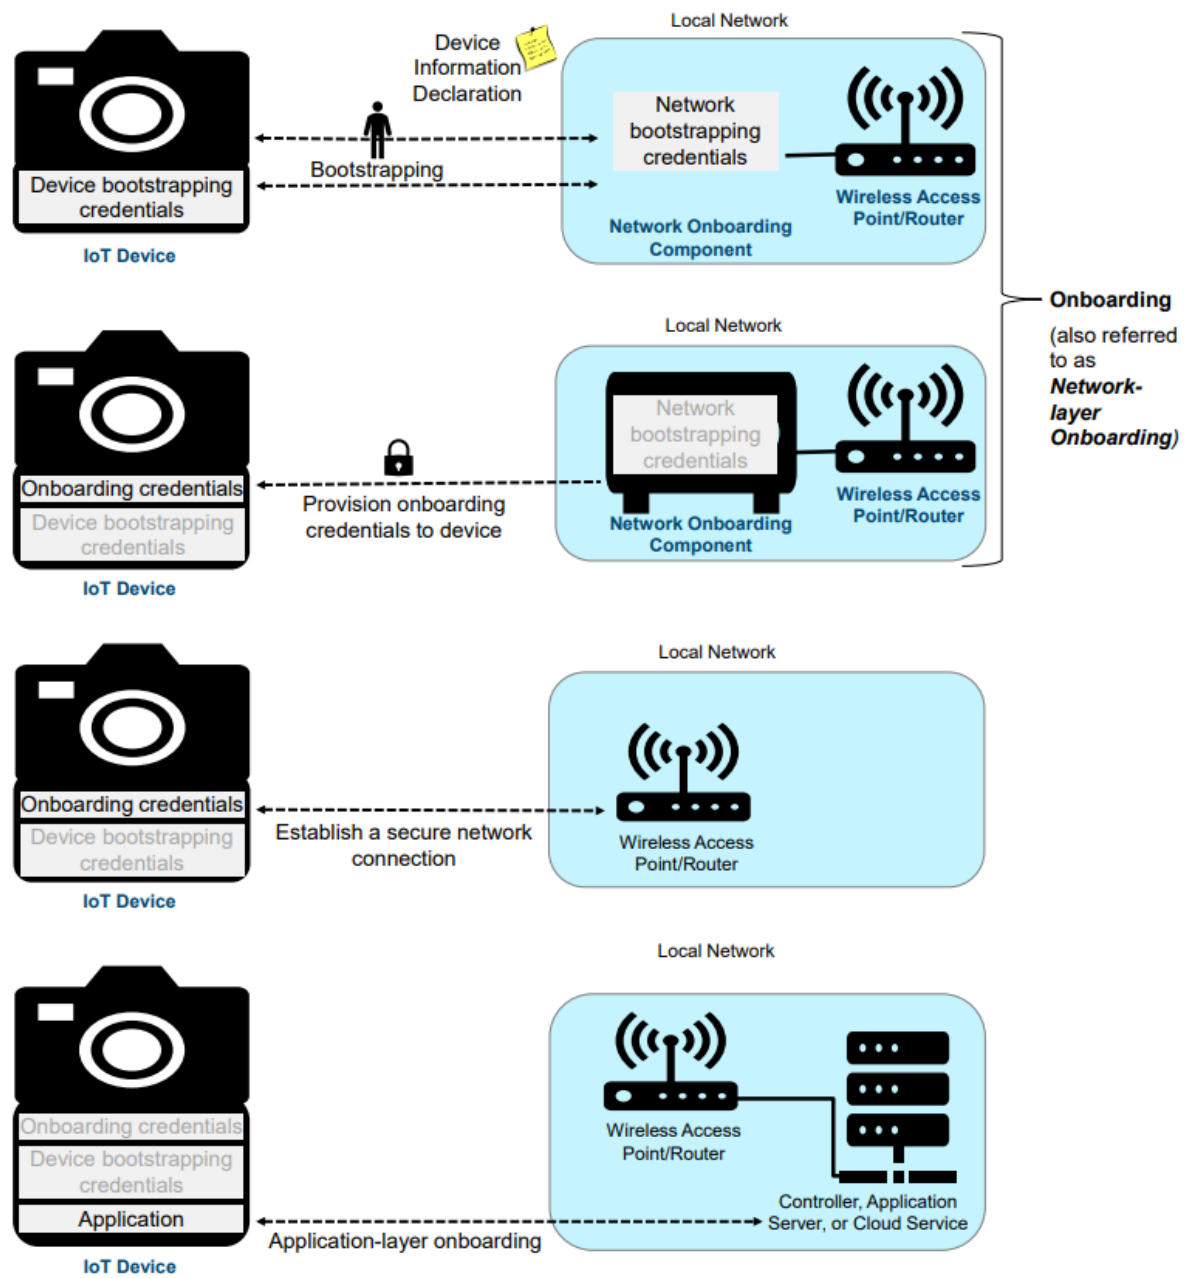 Local Network
Device
Information
Declaration
Network
bootstrapping
credentials
Bootstrapping
Device bootstrapping
credentials
Wireless Access
Point/Router
Network Onboarding
Component
IoT Device
Onboarding
(also referred
to as
Network-
layer
Onboarding)
Local Network
Network
bootstrapping
credentials
Onboarding credentials
Provision onboarding
credentials to device
Device bootstrapping
credentials
Wireless Access
Point/Router
Network Onboarding
Component
IoT Device
Local Network
Onboarding credentials
Establish a secure network
connection
Device bootstrapping
credentials
Wireless Access
Point/Router
IoT Device
Local Network
Onboarding credentials
Device bootstrapping
credentials
Application
Wireless Access
Point/Router
Controller, Application
Server, or Cloud Service
Application-layer onboarding
IoT Device